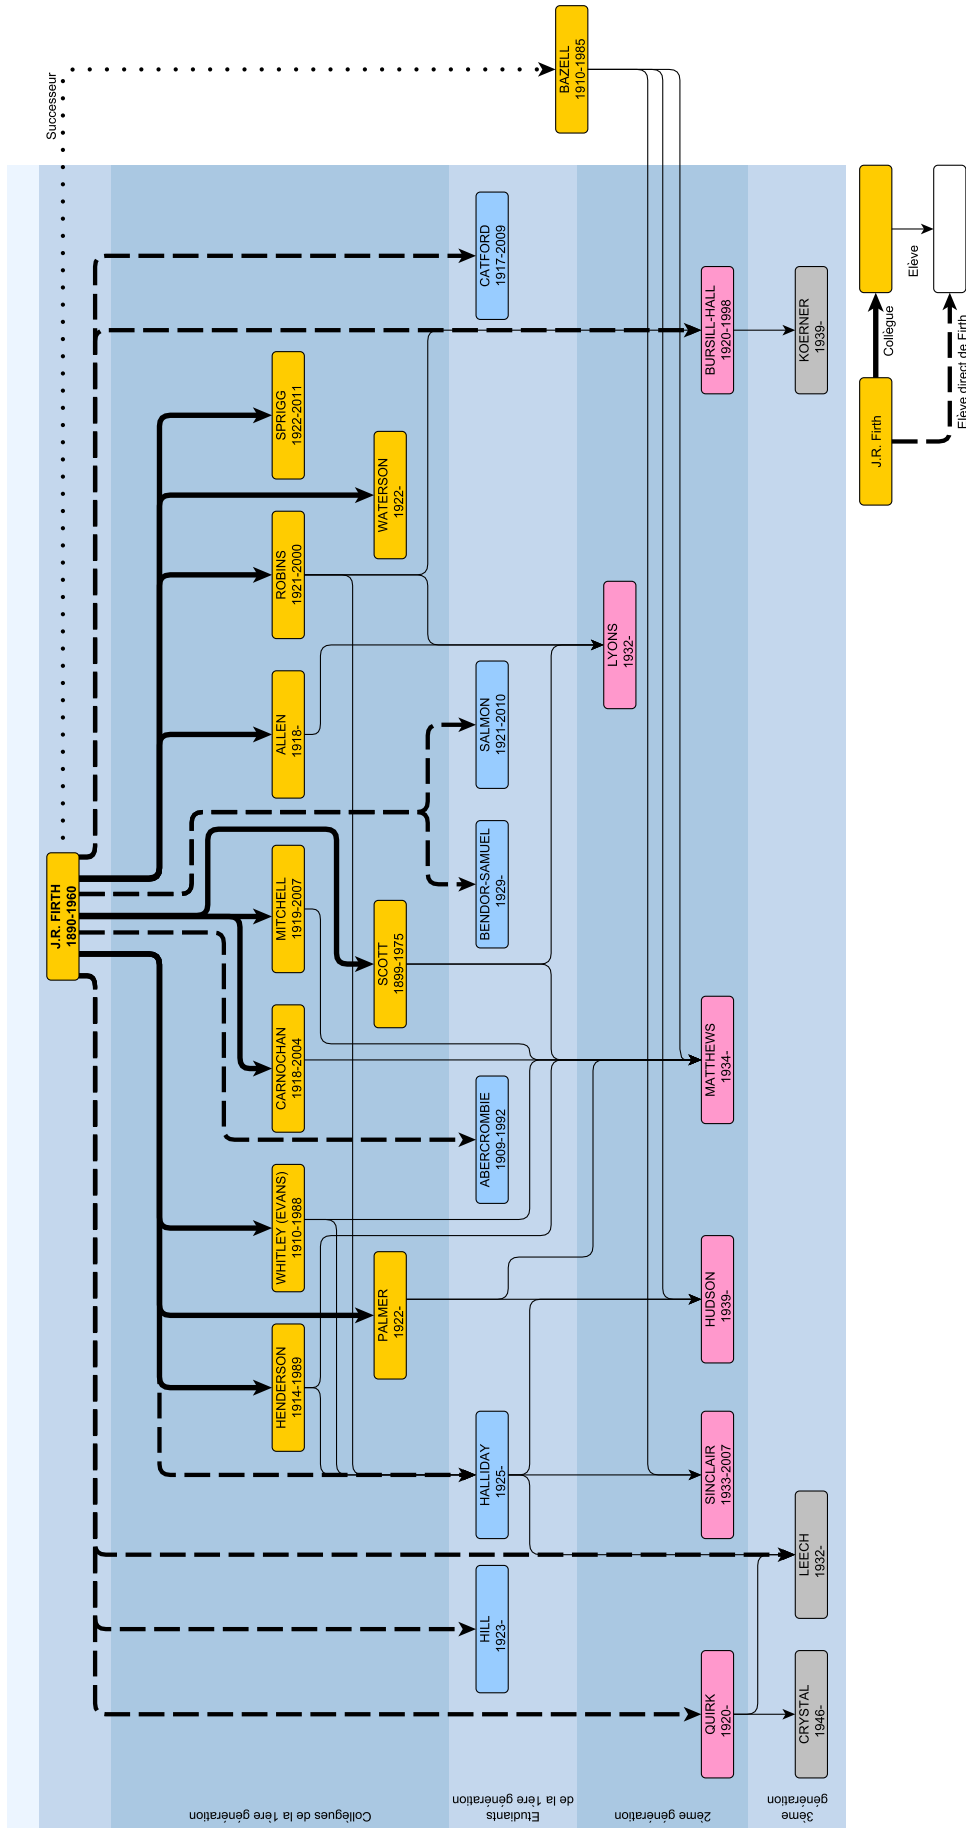 J.R. FIRTH
1890-1960
Successeur
BAZELL
1910-1985
HENDERSON
1914-1989
WHITLEY (EVANS)
1910-1988
CARNOCHAN
1918-2004
MITCHELL
1919-2007
ALLEN
1918-
ROBINS
1921-2000
SPRIGG
1922-2011
PALMER
1922-
SCOTT
1899-1975
WATERSON
1922-
Collègues de la 1ère génération
HILL
1923-
HALLIDAY
1925-
ABERCROMBIE
1909-1992
BENDOR-SAMUEL
1929-
SALMON
1921-2010
CATFORD
1917-2009
Etudiants
de la 1ère génération
LYONS
1932-
QUIRK
1920-
SINCLAIR
1933-2007
HUDSON
1939-
MATTHEWS
1934-
BURSILL-HALL
1920-1998
2ème génération
CRYSTAL
1946-
LEECH
1932-
KOERNER
1939-
3ème
génération
J.R. Firth
Collègue
Elève
Elève direct de Firth